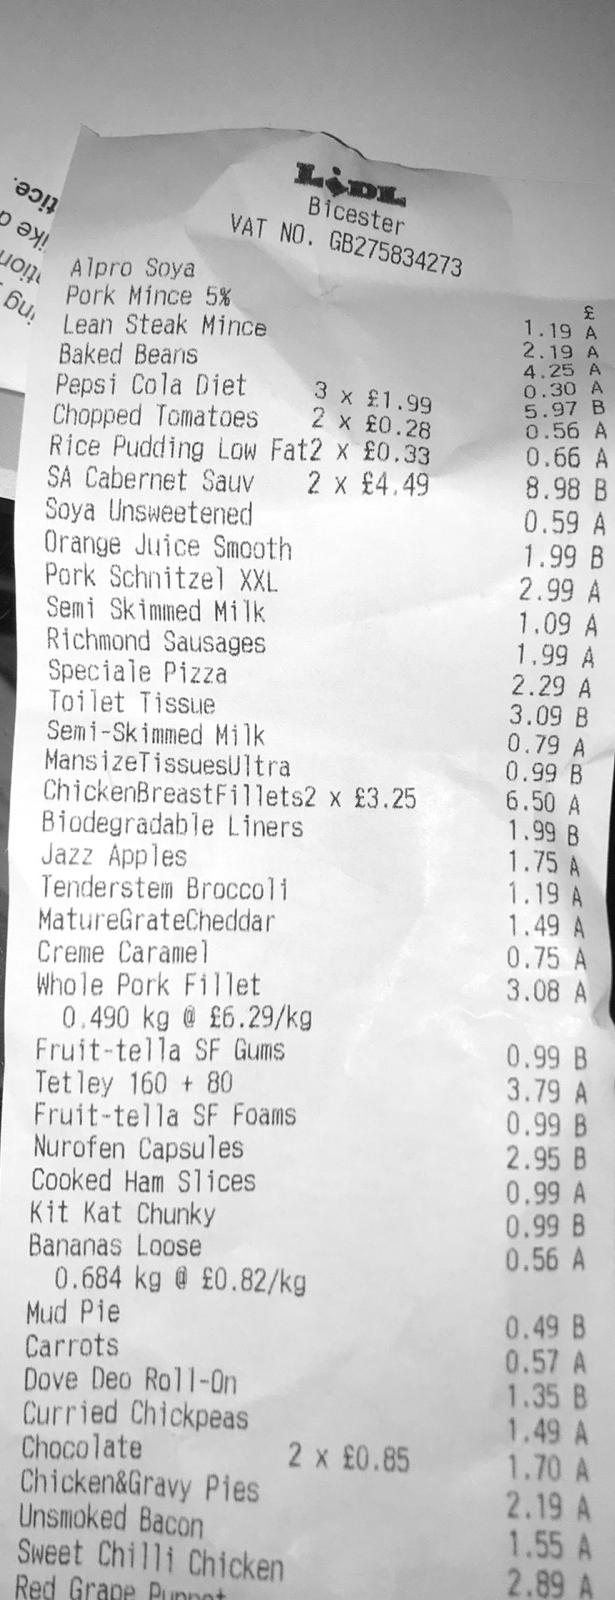 LIDL
Bicester
VAT NO. GB275834273
£
Alpro Soya 1.19 A
Pork Mince 5% 2.19 A
Lean Steak Mince 4.25 A
Baked Beans 0.30 A
Pepsi Cola Diet 3 x £1.99 5.97 B
Chopped Tomatoes 2 x £0.28 0.56 A
Rice Pudding Low Fat2 x £0.33 0.66 A
SA Cabernet Sauv 2 x £4.49 8.98 B
Soya Unsweetened 0.59 A
Orange Juice Smooth 1.99 B
Pork Schnitzel XXL 2.99 A
Semi Skimmed Milk 1.09 A
Richmond Sausages 1.99 A
Speciale Pizza 2.29 A
Toilet Tissue 3.09 B
Semi-Skimmed Milk 0.79 A
MansizeTissuesUltra 0.99 B
ChickenBreastFillets2 x £3.25 6.50 A
Biodegradable Liners 1.99 B
Jazz Apples 1.75 A
Tenderstem Broccoli 1.19 A
MatureGrateCheddar 1.49 A
Creme Caramel 0.75 A
Whole Pork Fillet 3.08 A
0.490 kg @ £6.29/kg
Fruit-tella SF Gums 0.99 B
Tetley 160 + 80 3.79 A
Fruit-tella SF Foams 0.99 B
Nurofen Capsules 2.95 B
Cooked Ham Slices 0.99 A
Kit Kat Chunky 0.99 B
Bananas Loose 0.56 A
0.684 kg @ £0.82/kg
Mud Pie 0.49 B
Carrots 0.57 A
Dove Deo Roll-On 1.35 B
Curried Chickpeas 1.49 A
Chocolate 2 x £0.85 1.70 A
Chicken&Gravy Pies 2.19 A
Unsmoked Bacon 1.55 A
Sweet Chilli Chicken 2.89 A
Red Grape